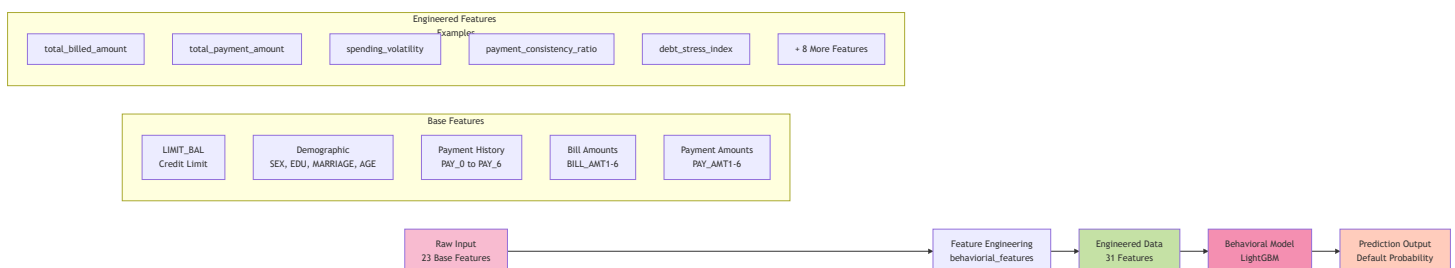 Engineered Features
Examples
total_billed_amount
total_payment_amount
spending_volatility
payment_consistency_ratio
debt_stress_index
+ 8 More Features
Base Features
LIMIT_BAL
Credit Limit
Demographic
SEX, EDU, MARRIAGE, AGE
Payment History
PAY_0 to PAY_6
Bill Amounts
BILL_AMT1-6
Payment Amounts
PAY_AMT1-6
Raw Input
23 Base Features
Feature Engineering
behaviorial_features
Engineered Data
31 Features
Behavioral Model
LightGBM
Prediction Output
Default Probability